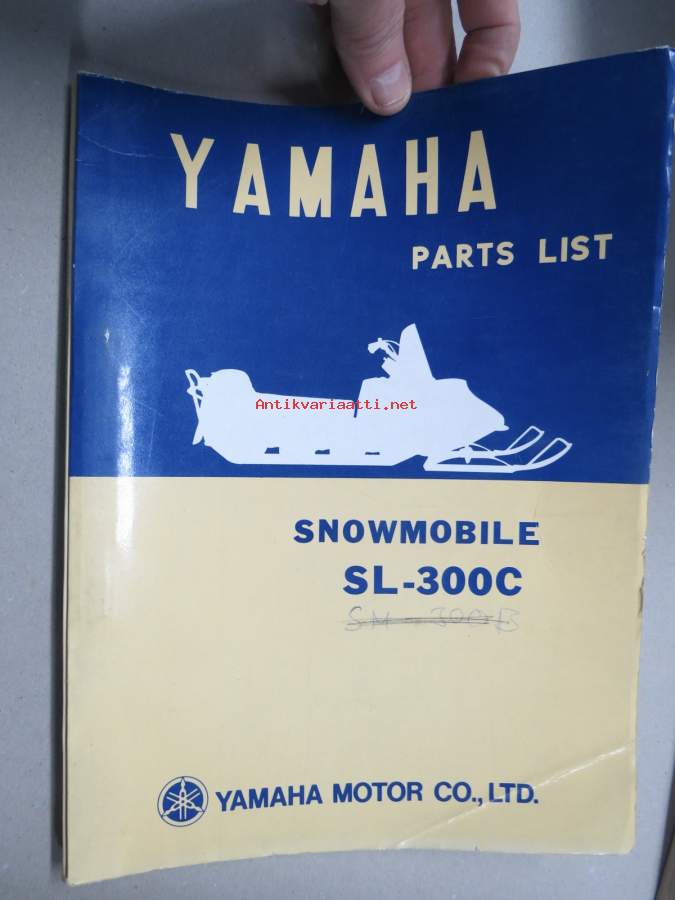 YAMAHA
PARTS LIST
Antikvariaatti.net
SNOWMOBILE
SL-300C
YAMAHA MOTOR CO., LTD.